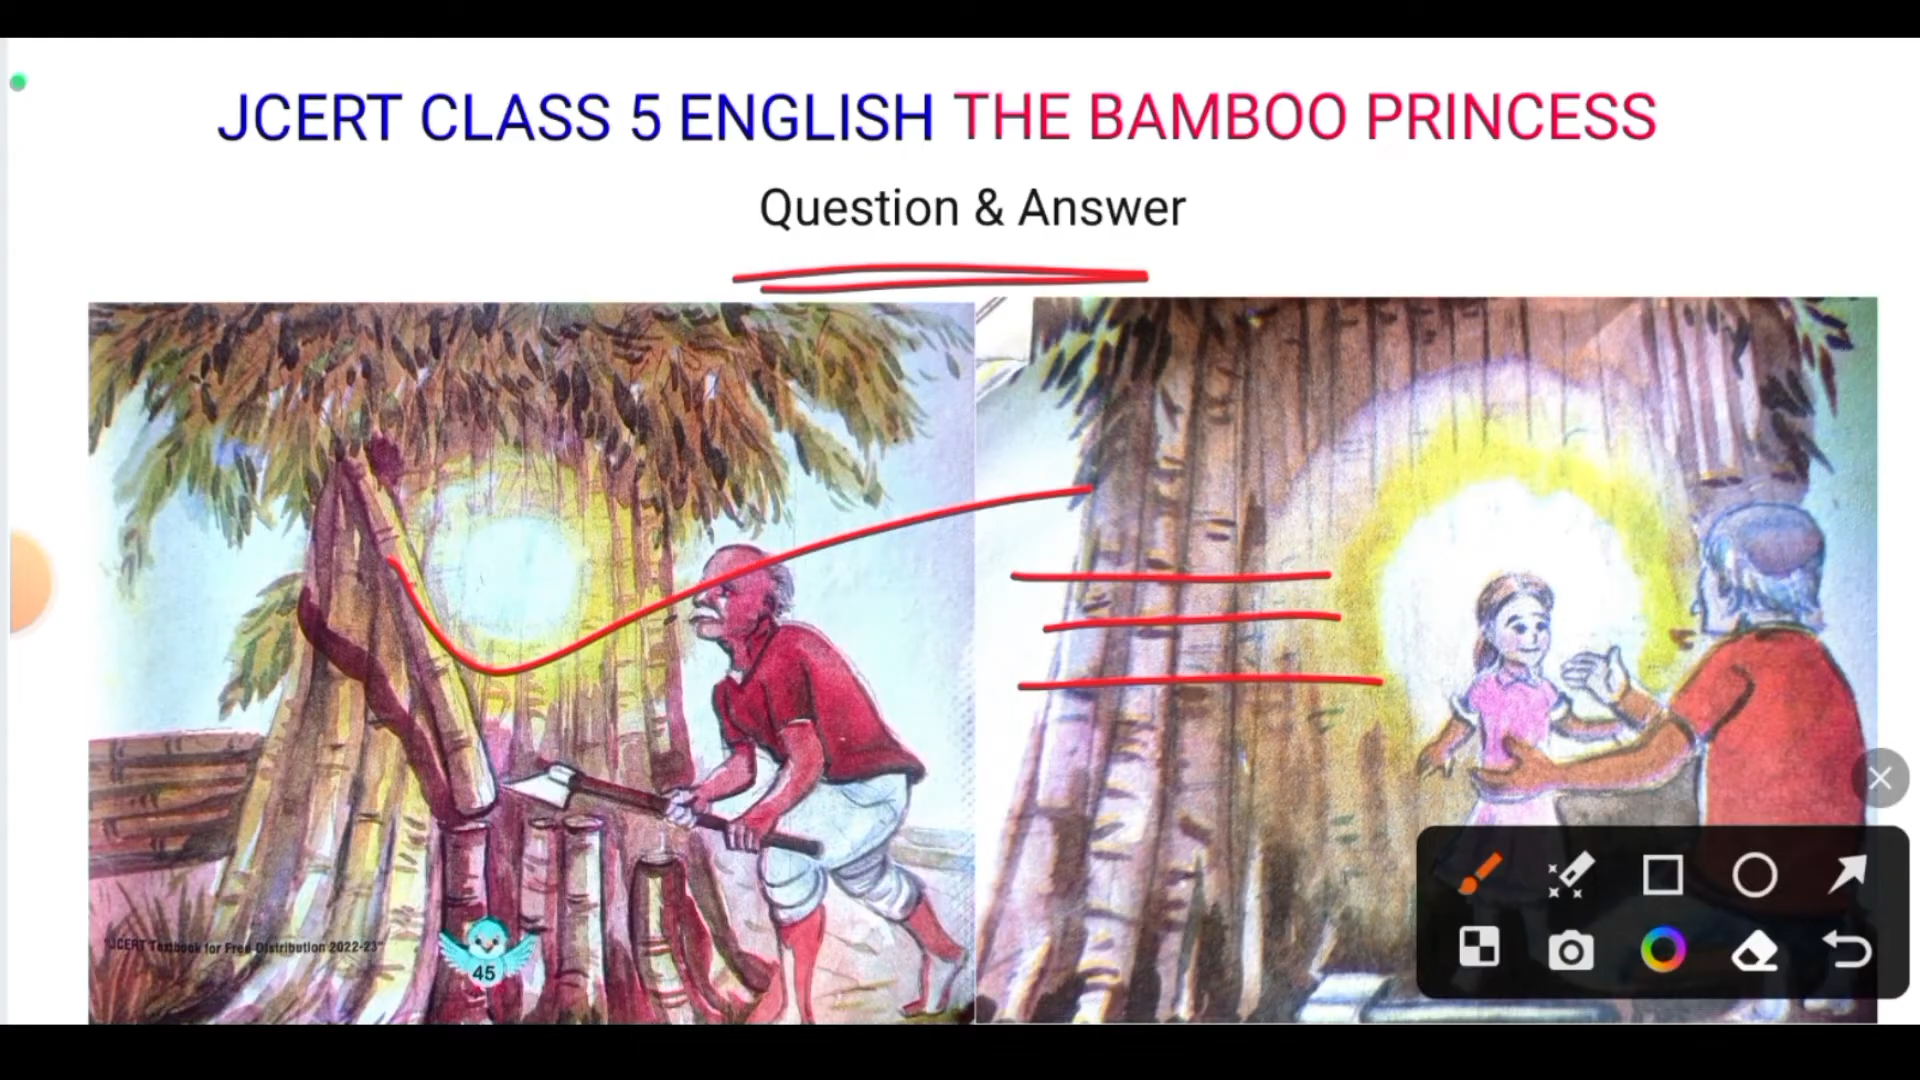 JCERT CLASS 5 ENGLISH THE BAMBOO PRINCESS
Question & Answer
"JCERT Textbook for Free Distribution 2022-23"
45